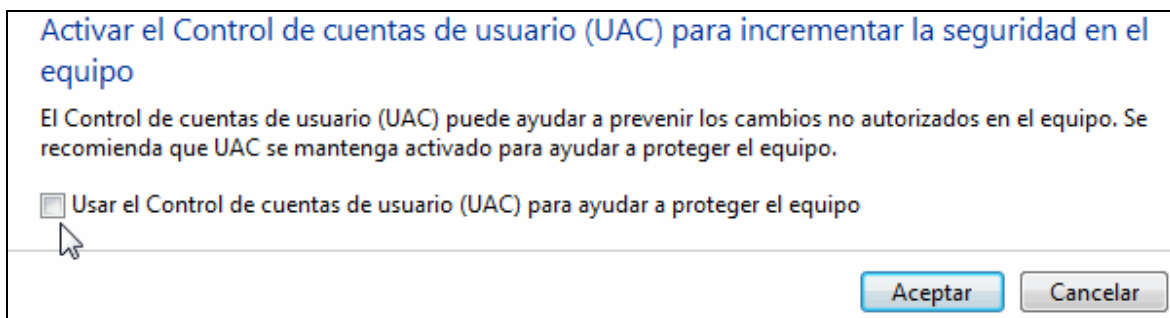 Activar el Control de cuentas de usuario (UAC) para incrementar la seguridad en el
equipo
El Control de cuentas de usuario (UAC) puede ayudar a prevenir los cambios no autorizados en el equipo. Se
recomienda que UAC se mantenga activado para ayudar a proteger el equipo.
Usar el Control de cuentas de usuario (UAC) para ayudar a proteger el equipo
Aceptar Cancelar